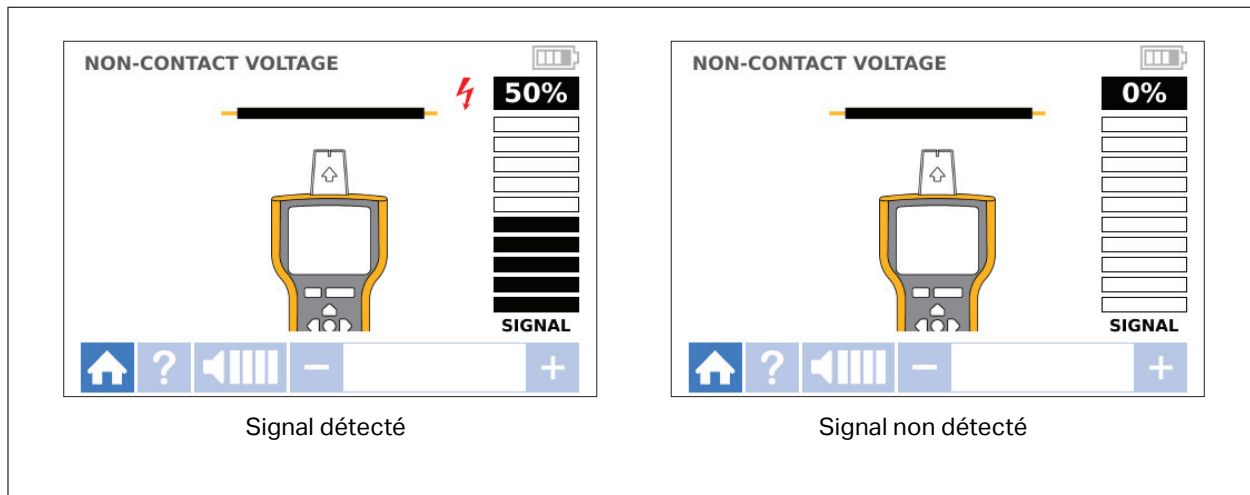 NON-CONTACT VOLTAGE
50%
SIGNAL
?
− +
Signal détecté
NON-CONTACT VOLTAGE
0%
SIGNAL
?
− +
Signal non détecté